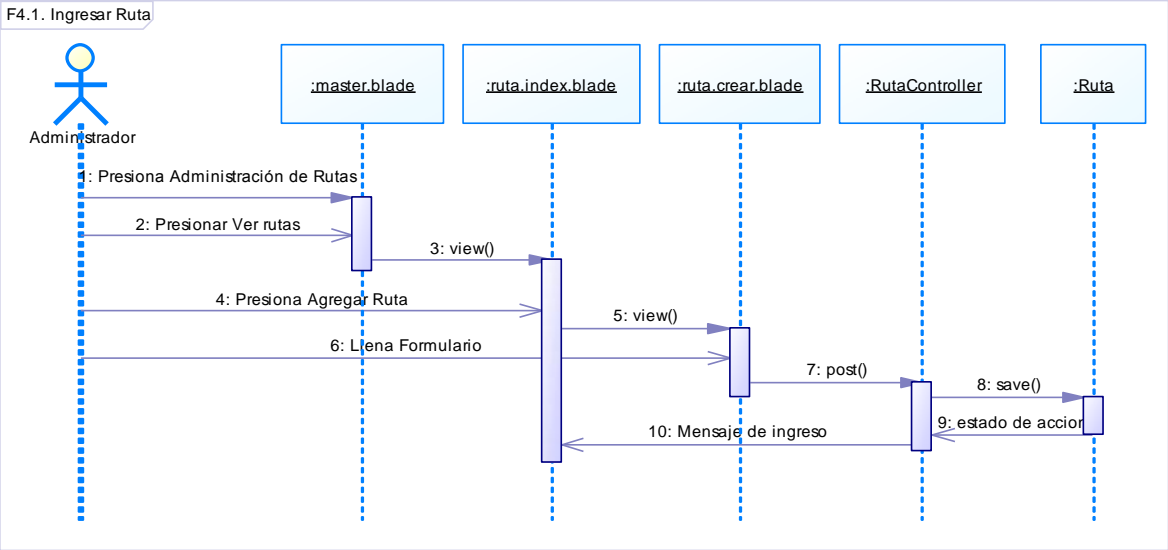 F4.1. Ingresar Ruta
:master.blade
:ruta.index.blade
:ruta.crear.blade
:RutaController
:Ruta
Administrador
1: Presiona Administración de Rutas
2: Presionar Ver rutas
3: view()
4: Presiona Agregar Ruta
5: view()
6: Llena Formulario
7: post()
8: save()
9: estado de accion
10: Mensaje de ingreso